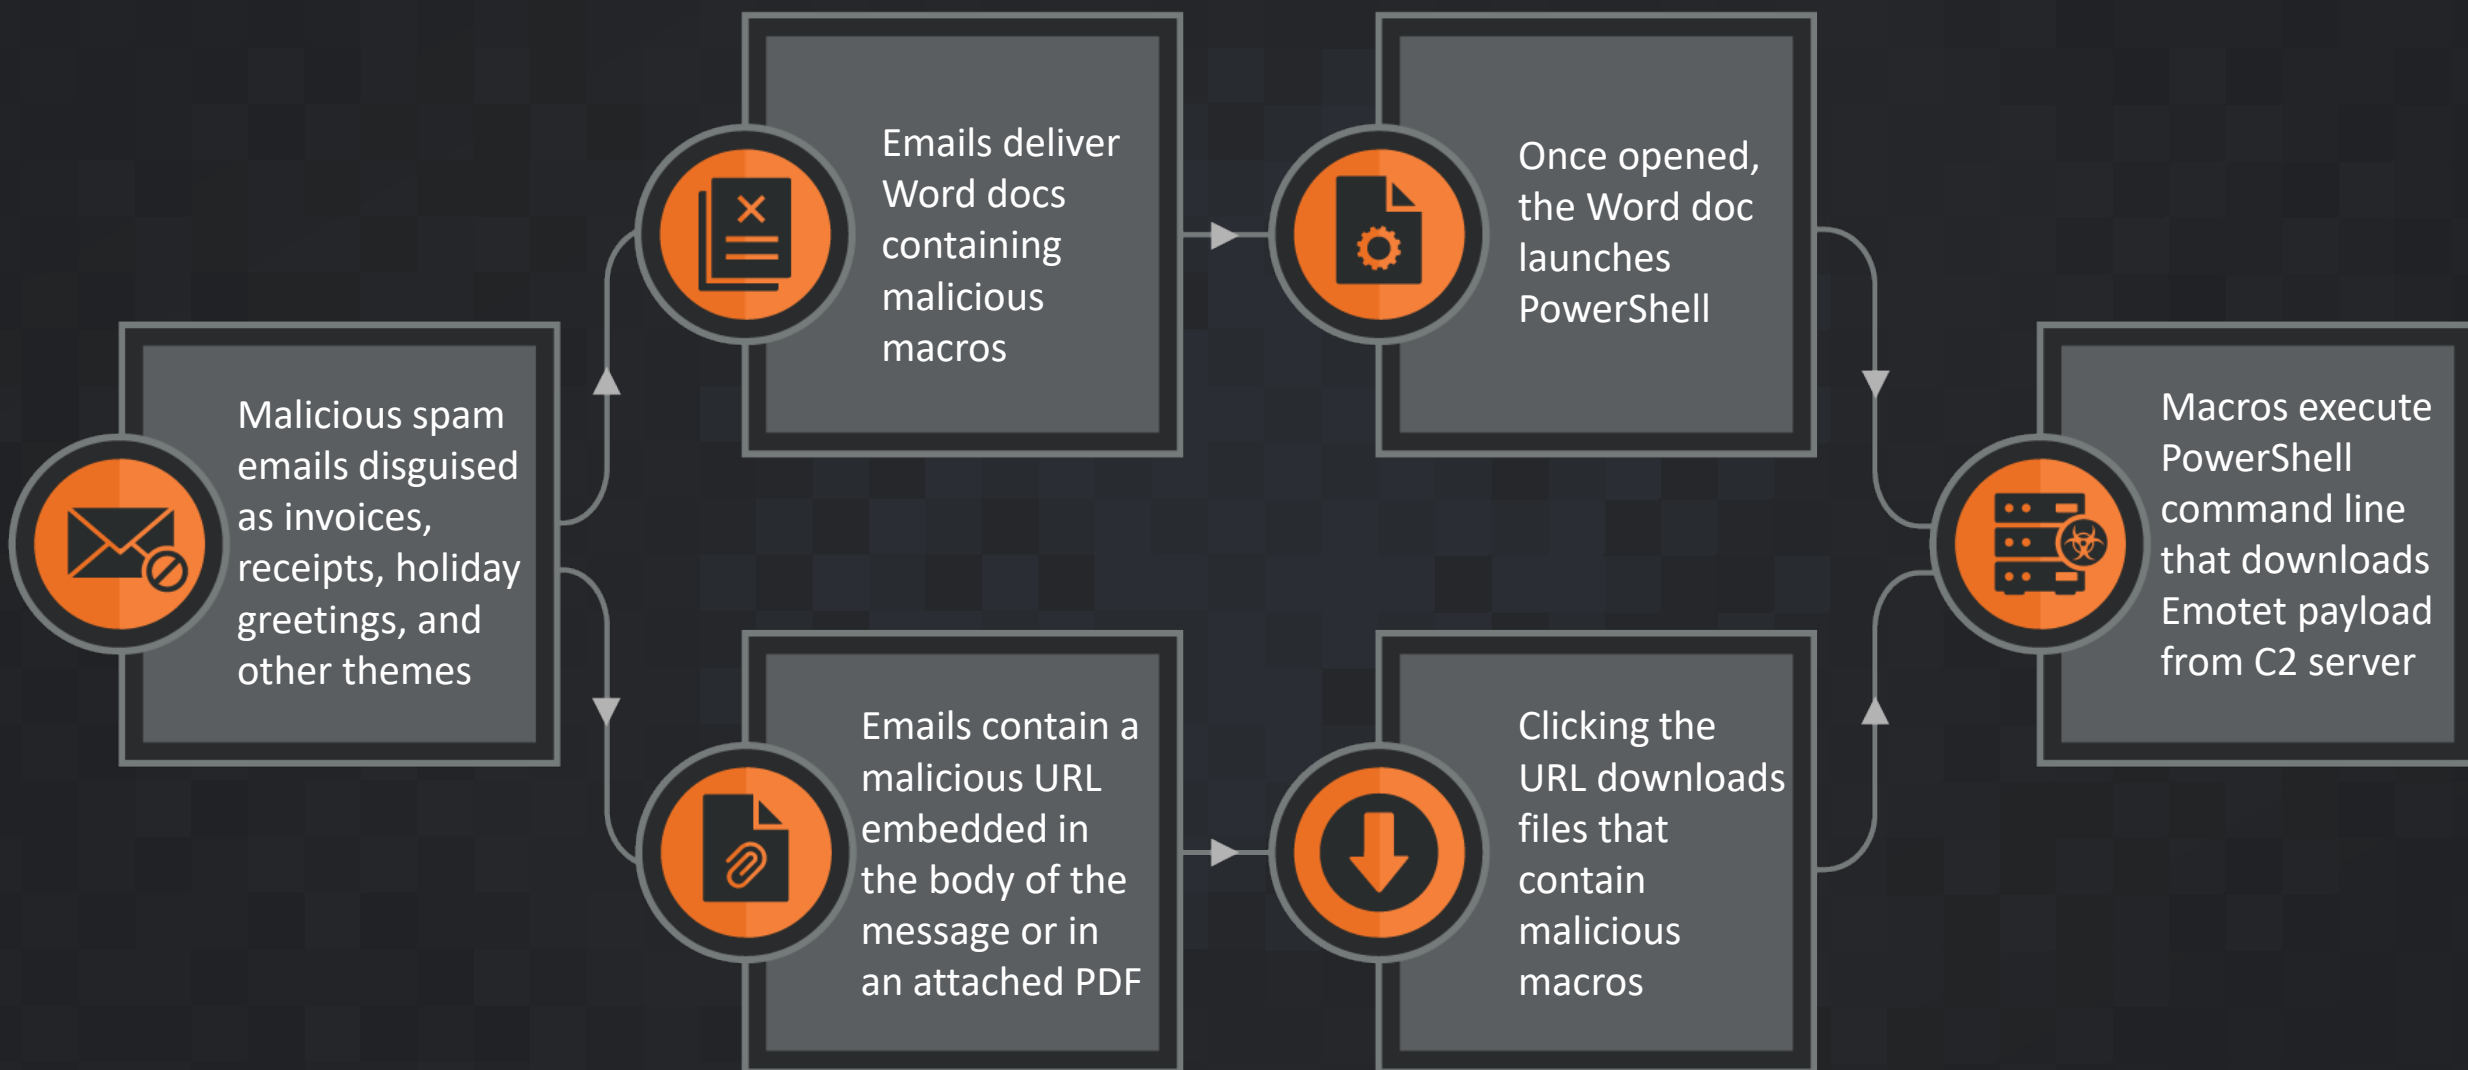 Malicious spam
emails disguised
as invoices,
receipts, holiday
greetings, and
other themes
Emails deliver
Word docs
containing
malicious
macros
Once opened,
the Word doc
launches
PowerShell
Emails contain a
malicious URL
embedded in
the body of the
message or in
an attached PDF
Clicking the
URL downloads
files that
contain
malicious
macros
Macros execute
PowerShell
command line
that downloads
Emotet payload
from C2 server